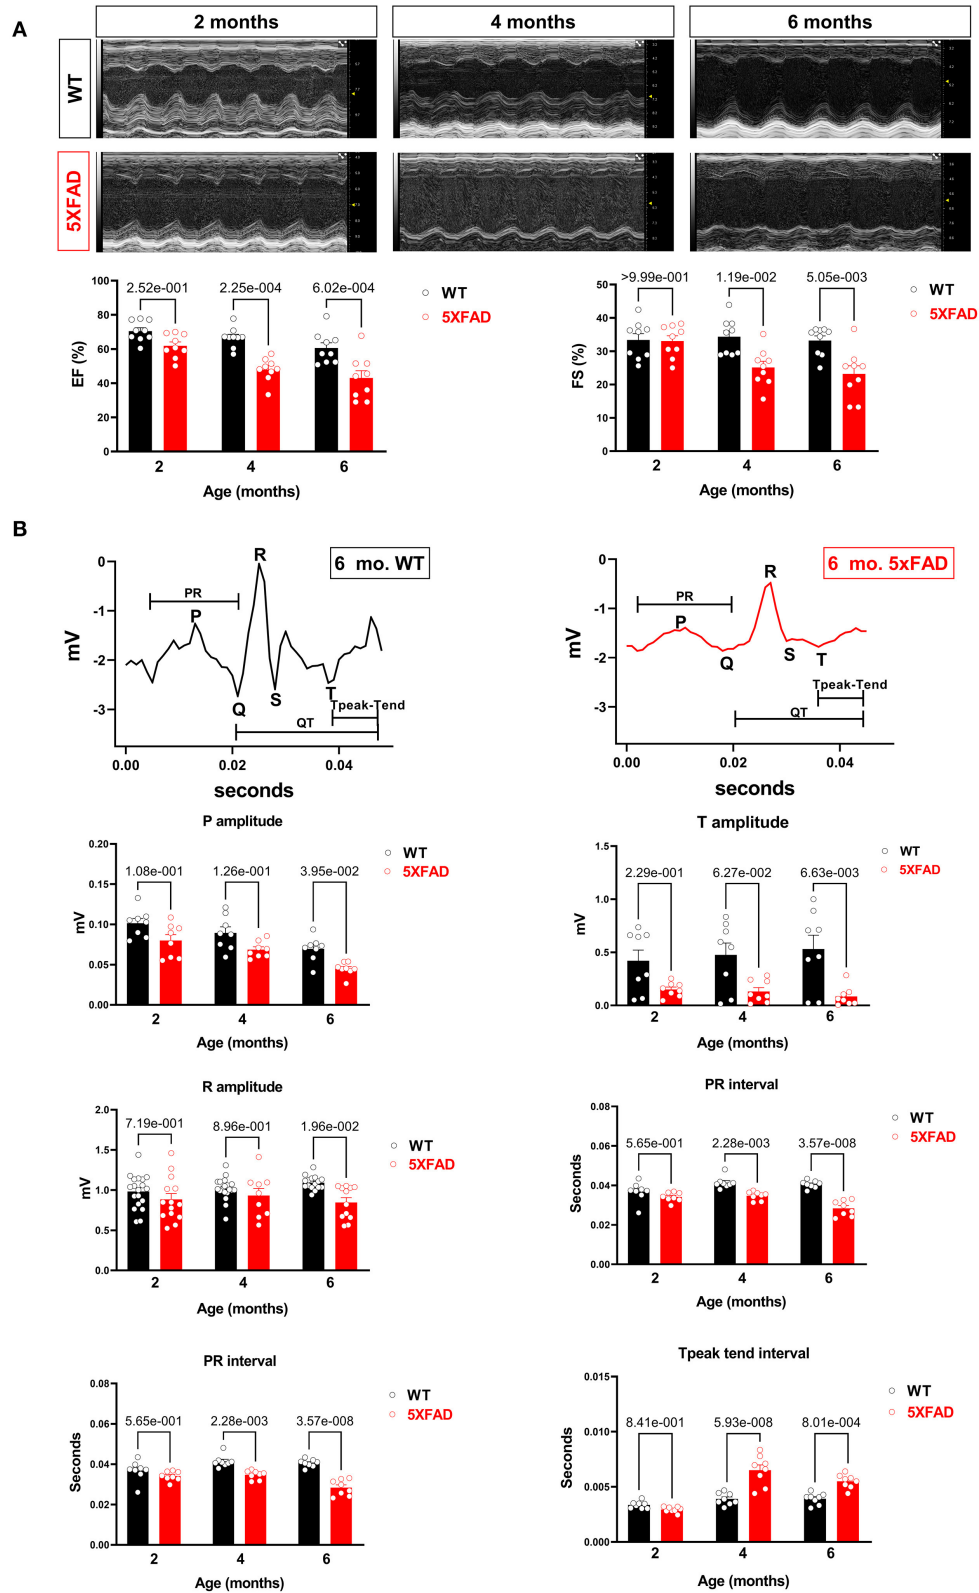 A
2 months
4 months
6 months
WT
5XFAD
100
80
60
40
20
0
EF (%)
2.52e-001
2.25e-004
6.02e-004
2
4
6
Age (months)
WT
5XFAD
50
40
30
20
10
0
FS (%)
>9.99e-001
1.19e-002
5.05e-003
2
4
6
Age (months)
WT
5XFAD
B
6 mo. WT
0
-1
-2
-3
mV
PR
P
R
Q
S
T
Tpeak-Tend
QT
0.00
0.02
0.04
seconds
6 mo. 5xFAD
0
-1
-2
-3
mV
PR
P
R
Q
S
T
Tpeak-Tend
QT
0.00
0.02
0.04
seconds
P amplitude
0.20
0.15
0.10
0.05
0.00
mV
1.08e-001
1.26e-001
3.95e-002
2
4
6
Age (months)
WT
5XFAD
T amplitude
1.5
1.0
0.5
0.0
mV
2.29e-001
6.27e-002
6.63e-003
2
4
6
Age (months)
WT
5XFAD
R amplitude
2.0
1.5
1.0
0.5
0.0
mV
7.19e-001
8.96e-001
1.96e-002
2
4
6
Age (months)
WT
5XFAD
PR interval
0.08
0.06
0.04
0.02
0.00
Seconds
5.65e-001
2.28e-003
3.57e-008
2
4
6
Age (months)
WT
5XFAD
PR interval
0.08
0.06
0.04
0.02
0.00
Seconds
5.65e-001
2.28e-003
3.57e-008
2
4
6
Age (months)
WT
5XFAD
Tpeak tend interval
0.015
0.010
0.005
0.000
Seconds
8.41e-001
5.93e-008
8.01e-004
2
4
6
Age (months)
WT
5XFAD